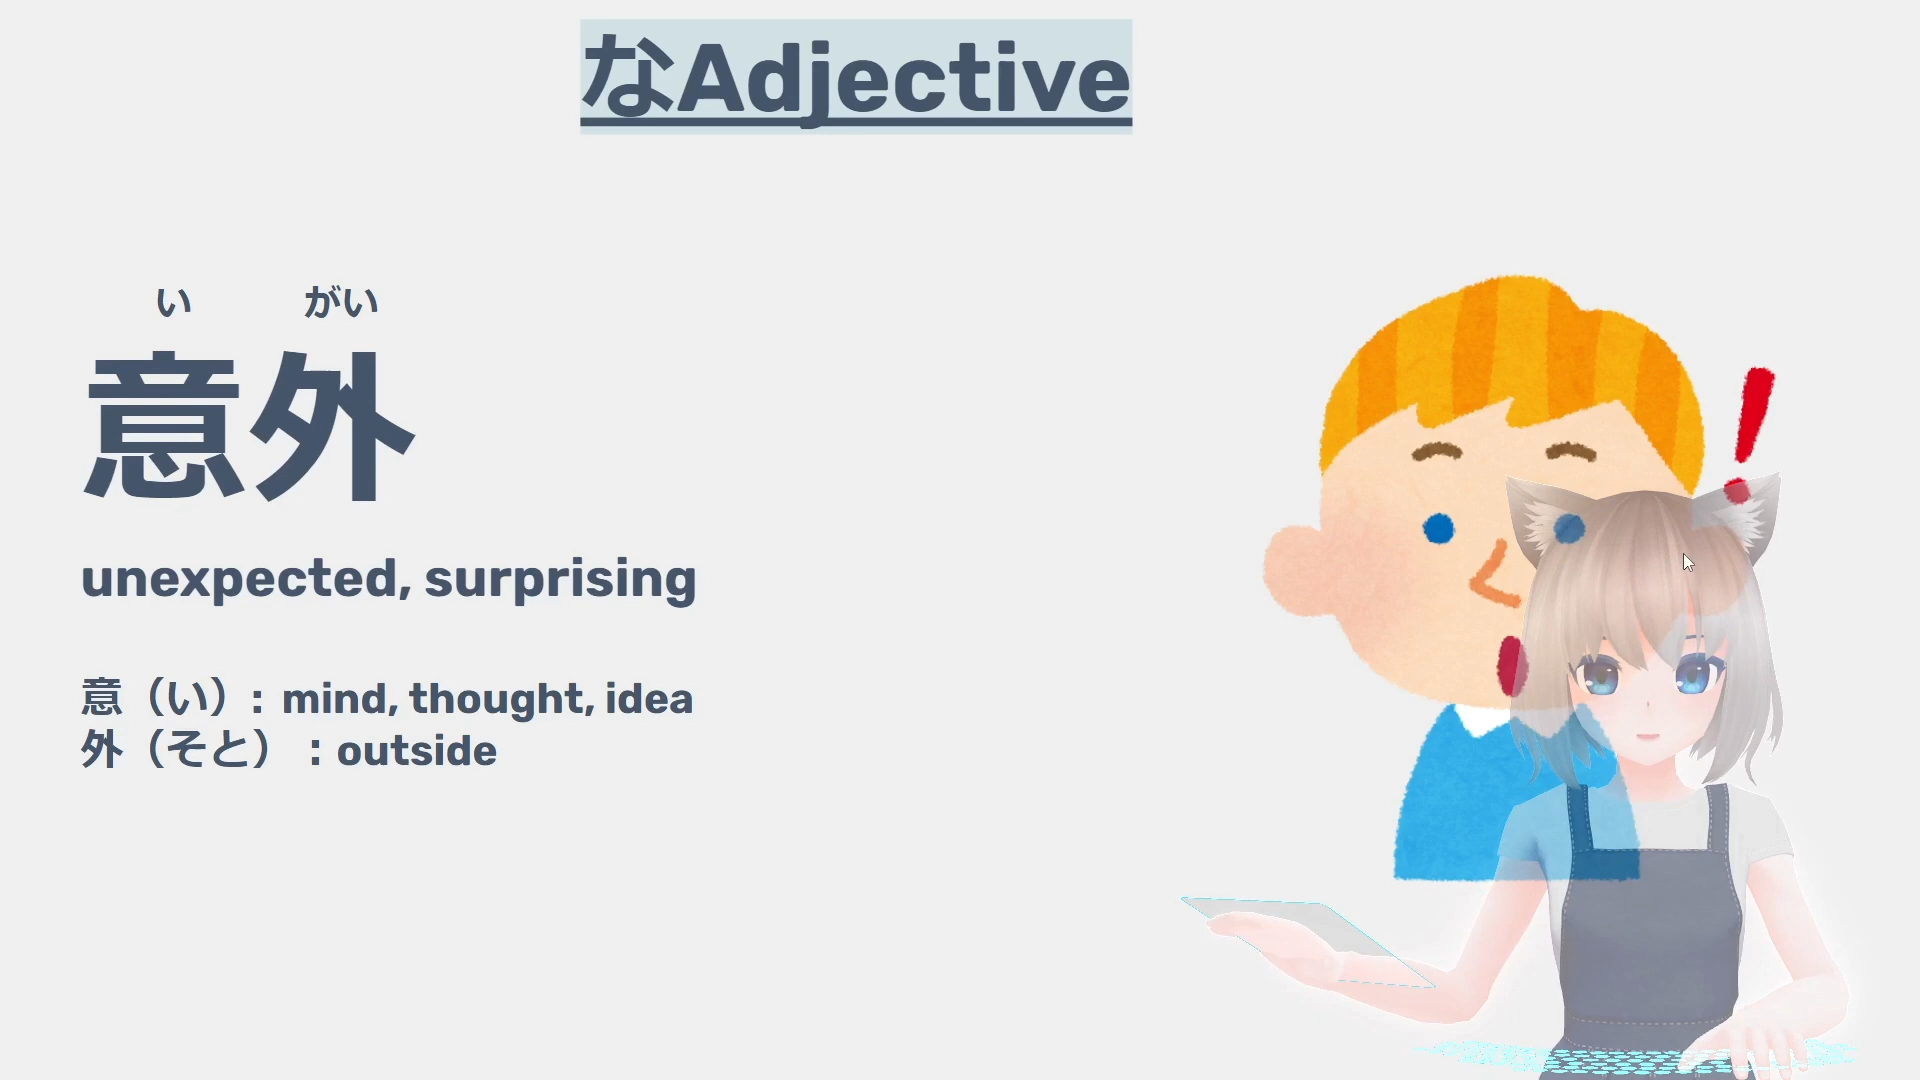 なAdjective
い がい
意外
unexpected, surprising
意（い）: mind, thought, idea
外（そと）：outside